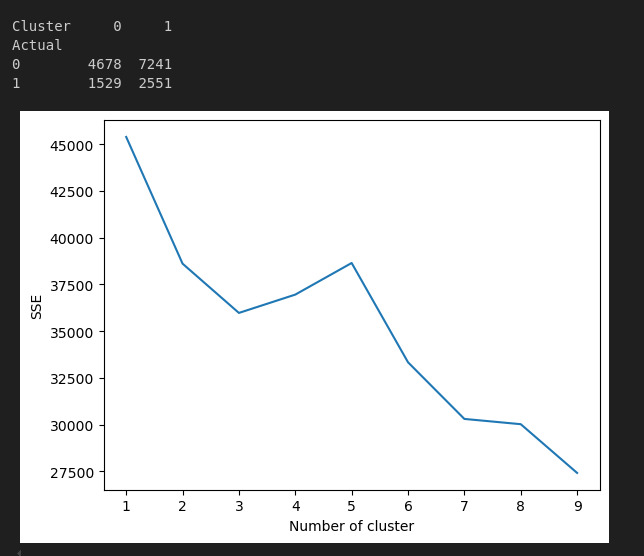 Cluster 0 1
Actual
0 4678 7241
1 1529 2551
45000
42500
40000
37500
35000
32500
30000
27500
SSE
1 2 3 4 5 6 7 8 9
Number of cluster